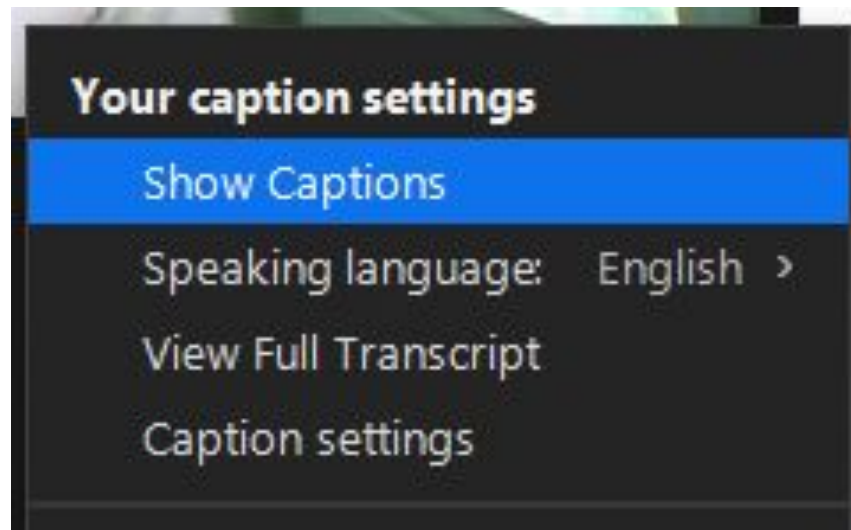 Your caption settings
Show Captions
Speaking language: English >
View Full Transcript
Caption settings